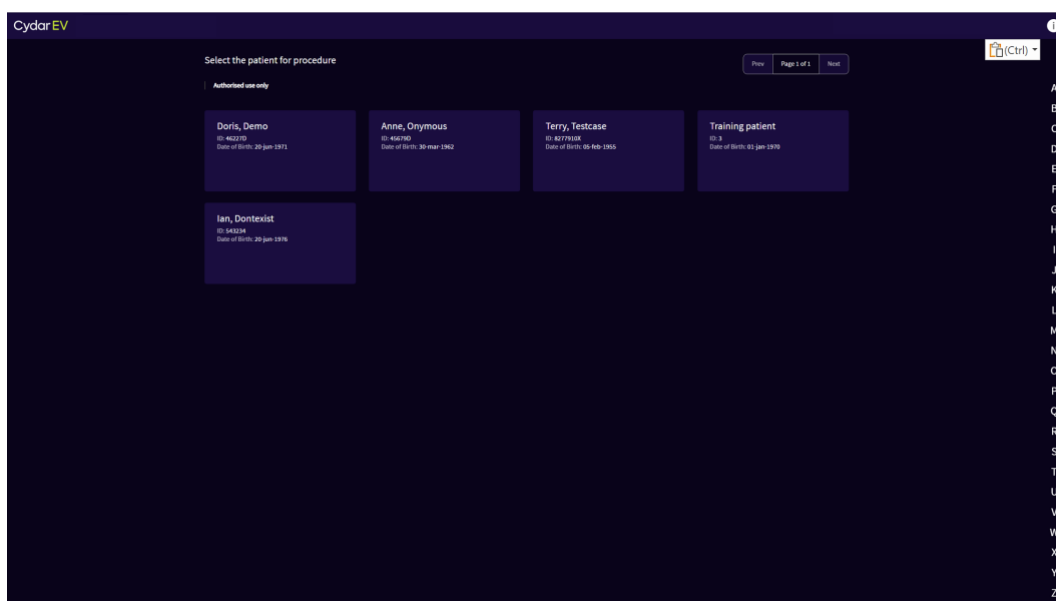 Cydar EV
i
(Ctrl)
Select the patient for procedure
Prev Page 1 of 1 Next
Authorised use only
Doris, Demo
ID: 46227D
Date of Birth: 20-jun-1971
Anne, Onymous
ID: 45679D
Date of Birth: 30-mar-1962
Terry, Testcase
ID: 8277910X
Date of Birth: 05-feb-1955
Training patient
ID: 3
Date of Birth: 01-jan-1970
Ian, Dontexist
ID: 543234
Date of Birth: 20-jun-1976
A
B
C
D
E
F
G
H
I
J
K
L
M
N
O
P
Q
R
S
T
U
V
W
X
Y
Z